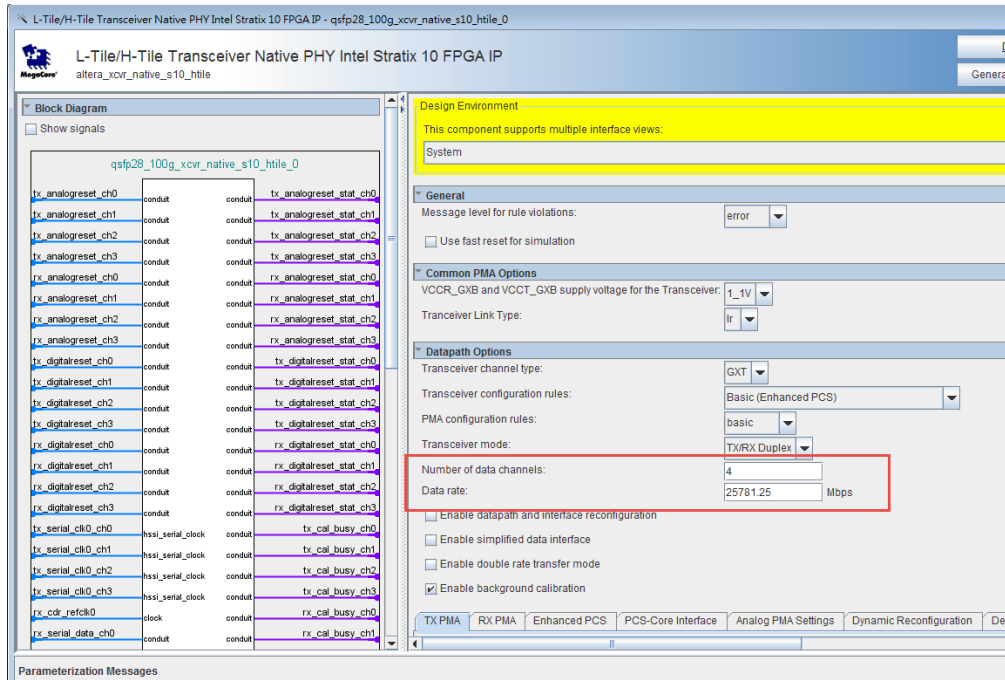 L-Tile/H-Tile Transceiver Native PHY Intel Stratix 10 FPGA IP - qsfp28_100g_xcvr_native_s10_htile_0
L-Tile/H-Tile Transceiver Native PHY Intel Stratix 10 FPGA IP
MegaCore'
altera_xcvr_native_s10_htile
Block Diagram
Show signals
qsfp28_100g_xcvr_native_s10_htile_0
tx_analogreset_ch0 conduit conduit tx_analogreset_stat_ch0
tx_analogreset_ch1 conduit conduit tx_analogreset_stat_ch1
tx_analogreset_ch2 conduit conduit tx_analogreset_stat_ch2
tx_analogreset_ch3 conduit conduit tx_analogreset_stat_ch3
rx_analogreset_ch0 conduit conduit rx_analogreset_stat_ch0
rx_analogreset_ch1 conduit conduit rx_analogreset_stat_ch1
rx_analogreset_ch2 conduit conduit rx_analogreset_stat_ch2
rx_analogreset_ch3 conduit conduit rx_analogreset_stat_ch3
tx_digitalreset_ch0 conduit conduit tx_digitalreset_stat_ch0
tx_digitalreset_ch1 conduit conduit tx_digitalreset_stat_ch1
tx_digitalreset_ch2 conduit conduit tx_digitalreset_stat_ch2
tx_digitalreset_ch3 conduit conduit tx_digitalreset_stat_ch3
rx_digitalreset_ch0 conduit conduit rx_digitalreset_stat_ch0
rx_digitalreset_ch1 conduit conduit rx_digitalreset_stat_ch1
rx_digitalreset_ch2 conduit conduit rx_digitalreset_stat_ch2
rx_digitalreset_ch3 conduit conduit rx_digitalreset_stat_ch3
tx_serial_clk0_ch0 hssi_serial_clock conduit tx_cal_busy_ch0
tx_serial_clk0_ch1 hssi_serial_clock conduit tx_cal_busy_ch1
tx_serial_clk0_ch2 hssi_serial_clock conduit tx_cal_busy_ch2
tx_serial_clk0_ch3 hssi_serial_clock conduit tx_cal_busy_ch3
rx_cdr_refclk0 clock conduit rx_cal_busy_ch0
rx_serial_data_ch0 conduit conduit rx_cal_busy_ch1
Design Environment
This component supports multiple interface views:
System
General
Message level for rule violations: error
Use fast reset for simulation
Common PMA Options
VCCR_GXB and VCCT_GXB supply voltage for the Transceiver: 1_1V
Tranceiver Link Type: lr
Datapath Options
Transceiver channel type: GXT
Transceiver configuration rules: Basic (Enhanced PCS)
PMA configuration rules: basic
Transceiver mode: TX/RX Duplex
Number of data channels: 4
Data rate: 25781.25 Mbps
Enable datapath and interface reconfiguration
Enable simplified data interface
Enable double rate transfer mode
Enable background calibration
TX PMA RX PMA Enhanced PCS PCS-Core Interface Analog PMA Settings Dynamic Reconfiguration
Parameterization Messages